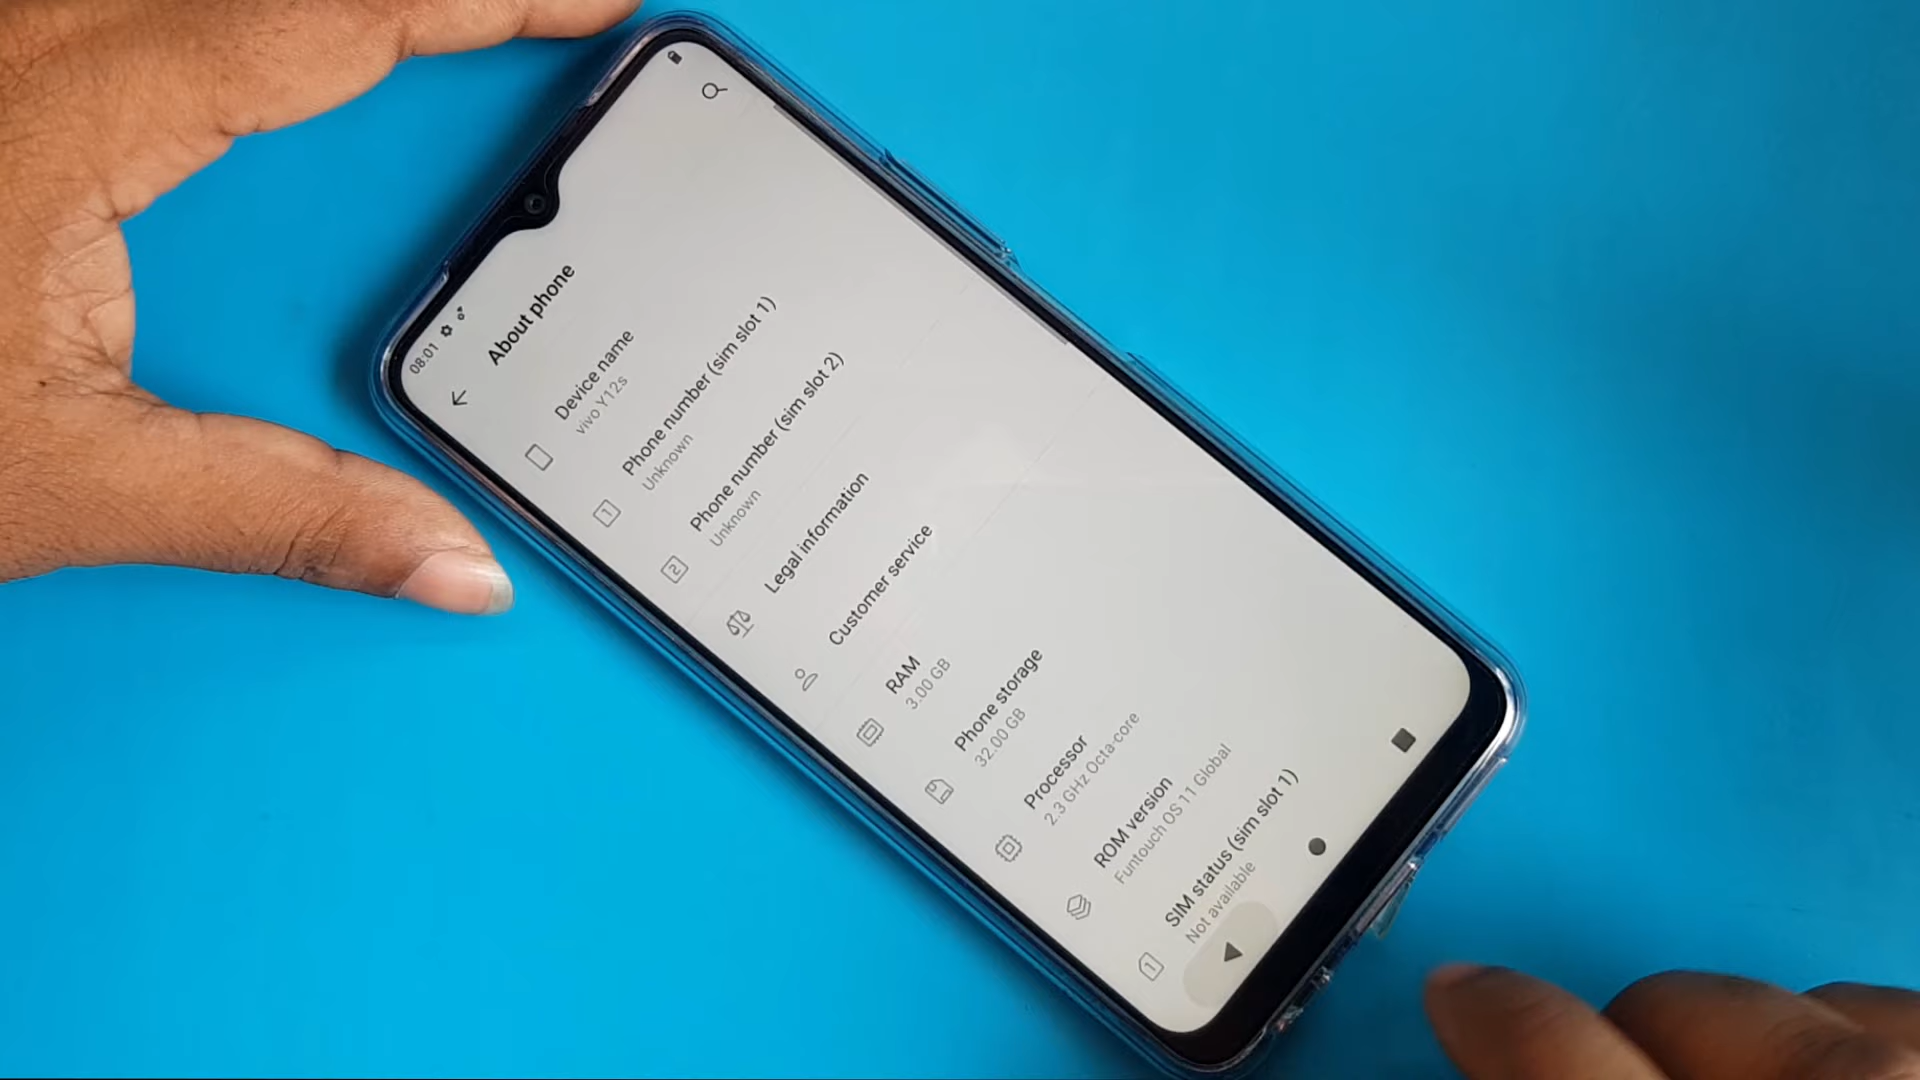 08:01
About phone
Device name
vivo Y12s
Phone number (sim slot 1)
Unknown
Phone number (sim slot 2)
Unknown
Legal information
Customer service
RAM
3.00 GB
Phone storage
32.00 GB
Processor
2.3 GHz Octa-core
ROM version
Funtouch OS 11 Global
SIM status (sim slot 1)
Not available